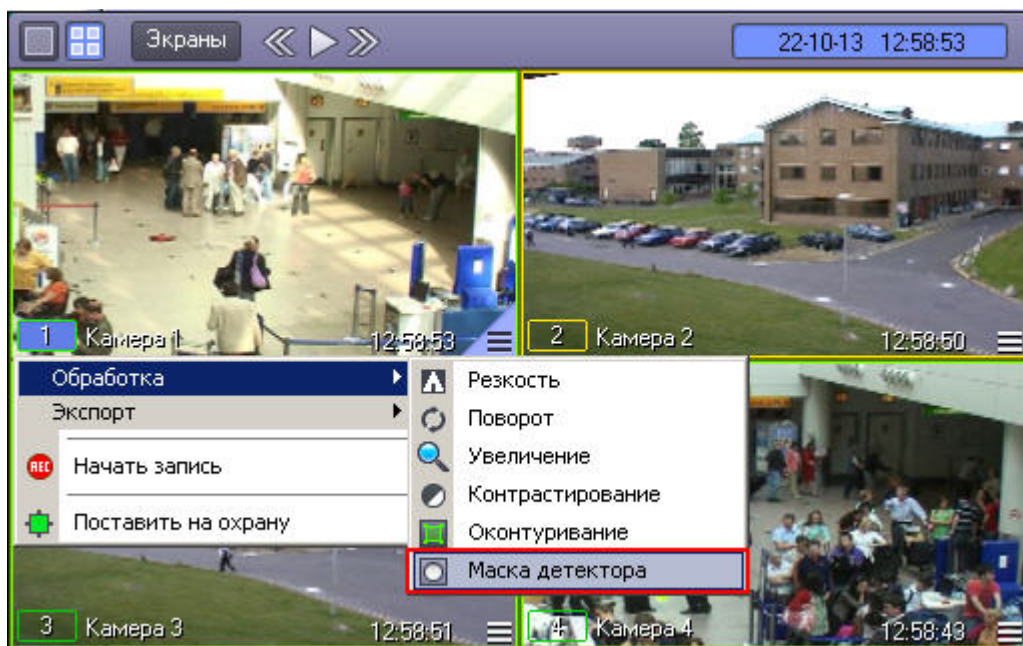 Экраны 22-10-13 12:58:53
1 Камера 1 12:58:53
2 Камера 2 12:58:50
Обработка
Экспорт
REC Начать запись
Поставить на охрану
Резкость
Поворот
Увеличение
Контрастирование
Оконтуривание
Маска детектора
3 Камера 3 12:58:51
4 Камера 4 12:58:43